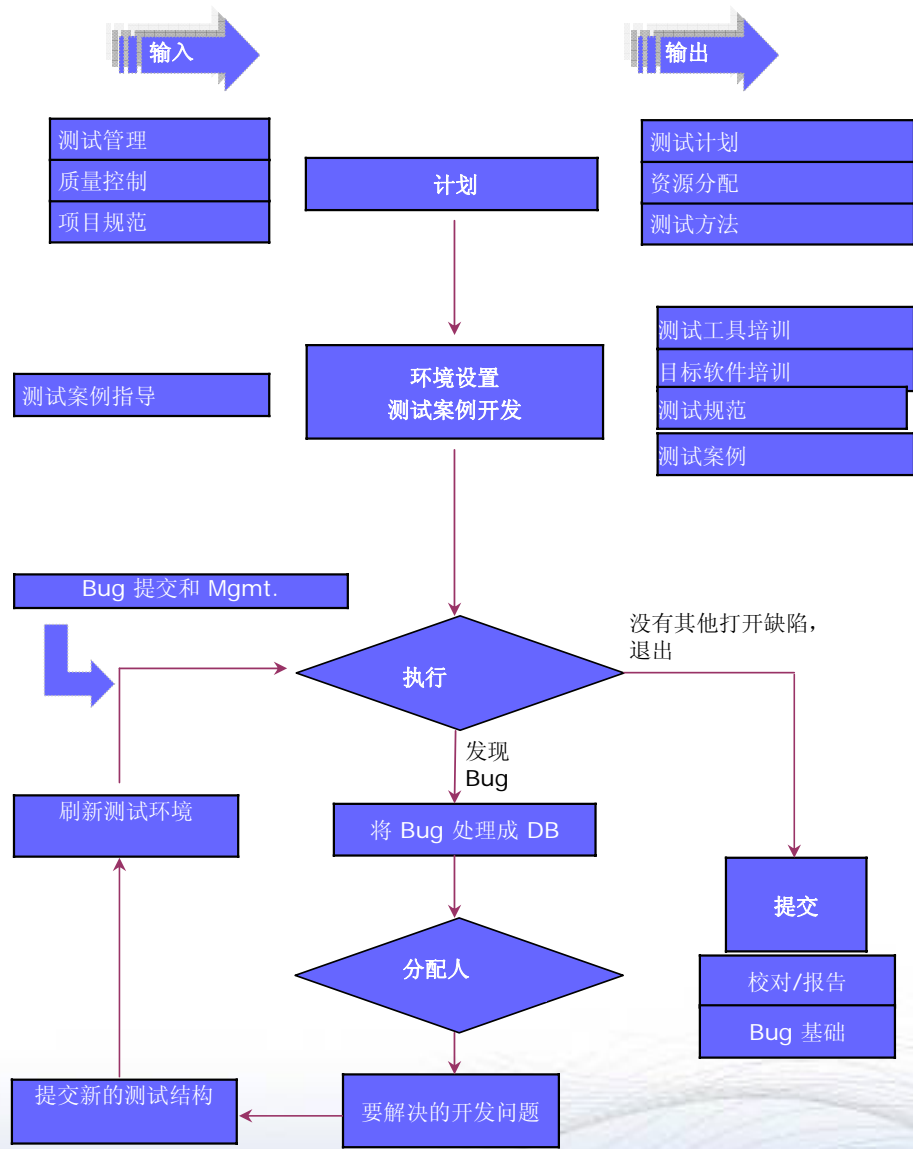 输入
输出
测试管理
质量控制
项目规范
计划
测试计划
资源分配
测试方法
测试案例指导
环境设置
测试案例开发
测试工具培训
目标软件培训
测试规范
测试案例
Bug 提交和 Mgmt.
执行
没有其他打开缺陷，
退出
发现
Bug
刷新测试环境
将 Bug 处理成 DB
提交
分配人
校对/报告
Bug 基础
提交新的测试结构
要解决的开发问题